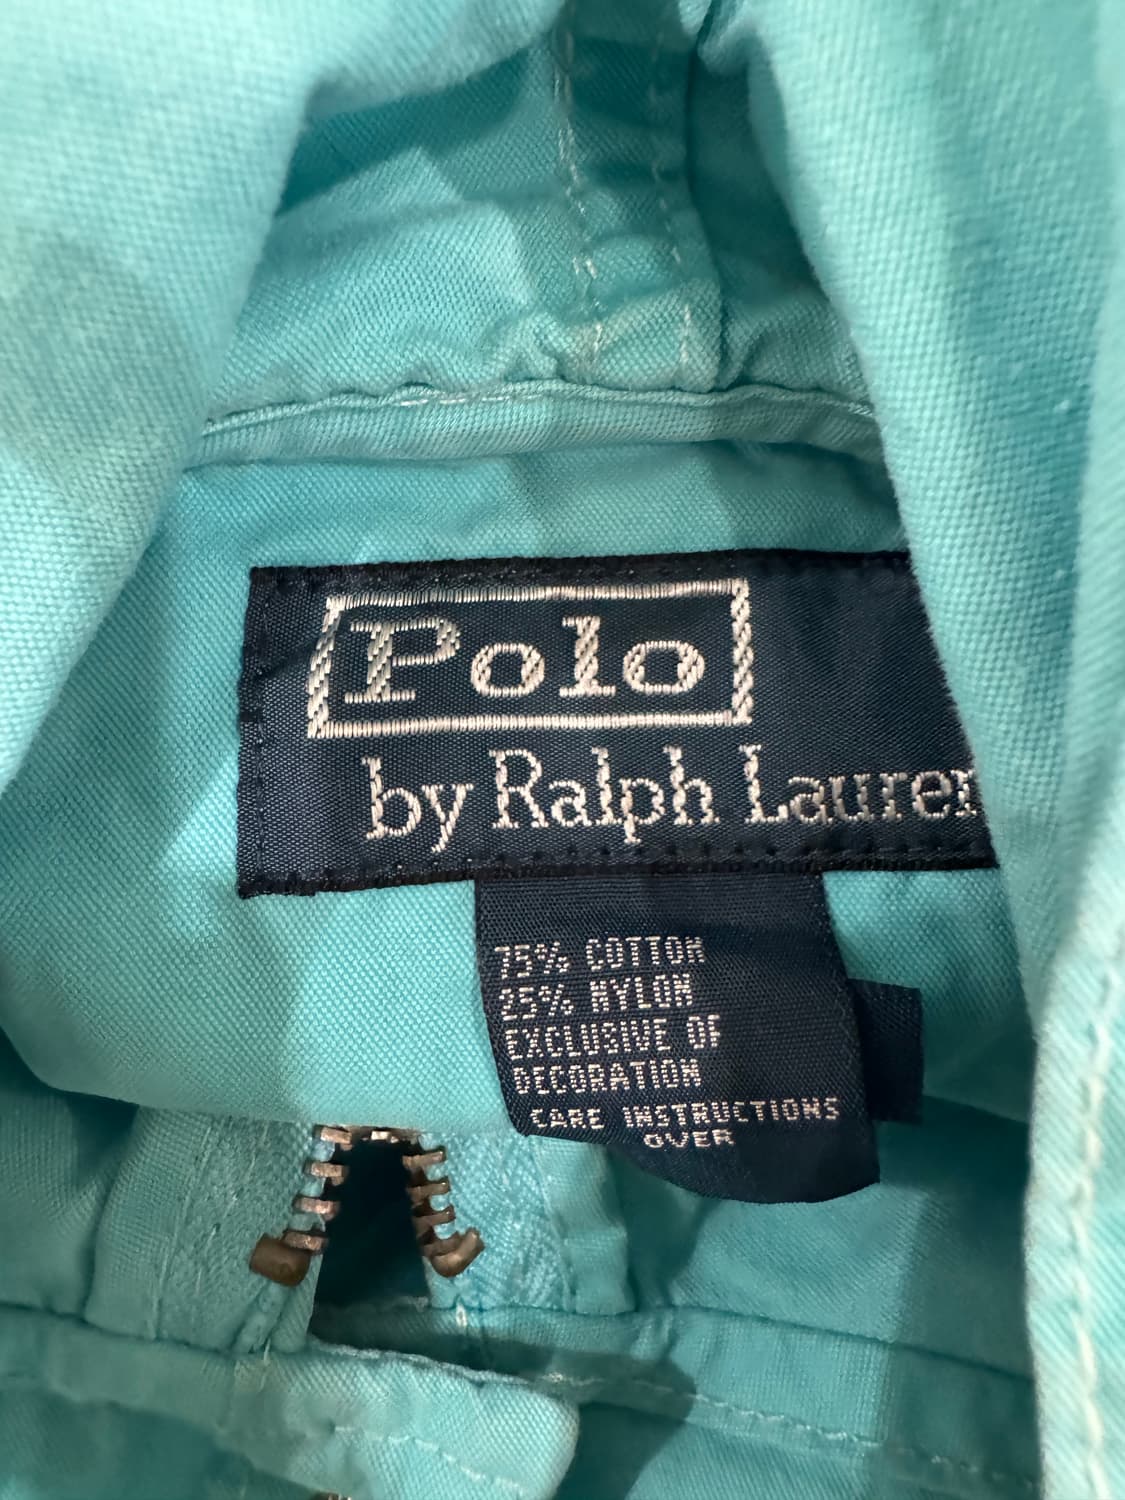 Polo
by Ralph Lauren
75% COTTON
25% NYLON
EXCLUSIVE OF
DECORATION
CARE INSTRUCTIONS
OVER